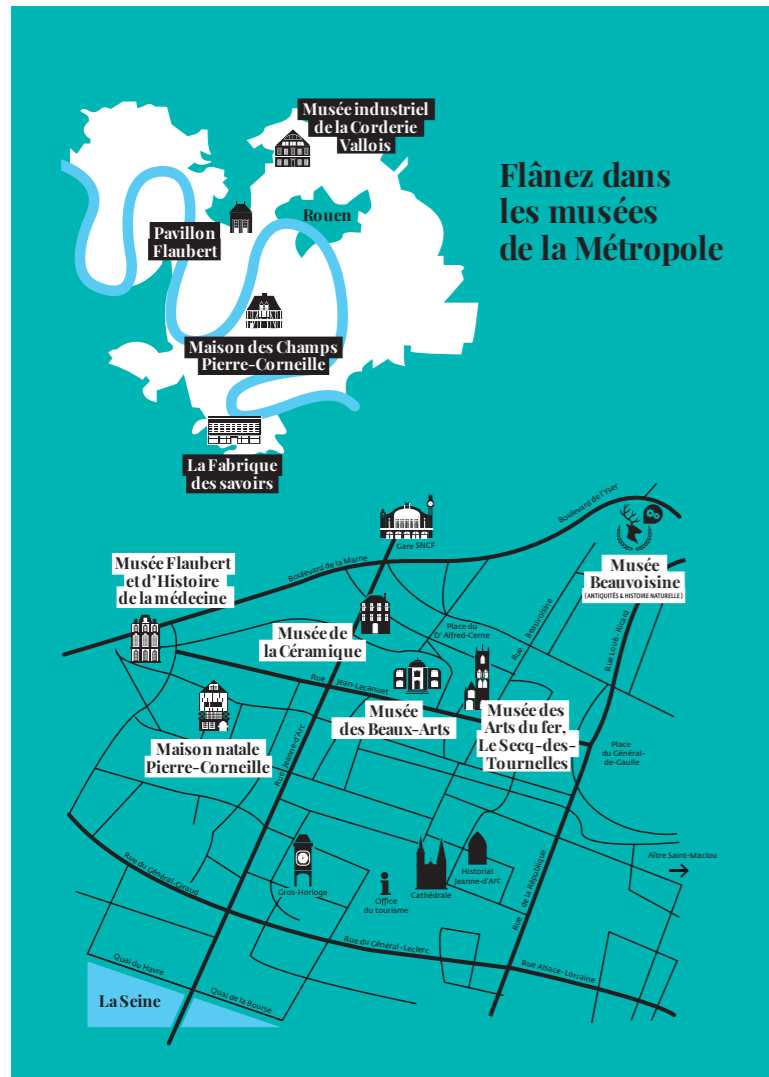 Musée industriel
de la Corderie
Vallois
Flânez dans
les musées
de la Métropole
Rouen
Pavillon
Flaubert
Maison des Champs
Pierre-Corneille
La Fabrique
des savoirs
Boulevard de l'Yser
Gare SNCF
Boulevard de la Marne
Musée Flaubert
et d'Histoire
de la médecine
Musée
Beauvoisine
(ANTIQUITÉS & HISTOIRE NATURELLE)
Musée de
la Céramique
Place du
D' Alfred-Cerne
Rue Beauvoisine
Rue Louis-Ricard
Rue Jean-Lecanuet
Musée
des Beaux-Arts
Musée des
Arts du fer,
Le Secq-des-
Tournelles
Maison natale
Pierre-Corneille
Rue Jeanne-d'Arc
Place
du Général-
de-Gaulle
Rue du Général-Giraud
Gros-Horloge
Office
du tourisme
Cathédrale
Historial
Jeanne-d'Arc
Rue de la République
Aître Saint-Maclou
Rue du Général-Leclerc
Rue Alsace-Lorraine
Quai du Havre
Quai de la Bourse
La Seine